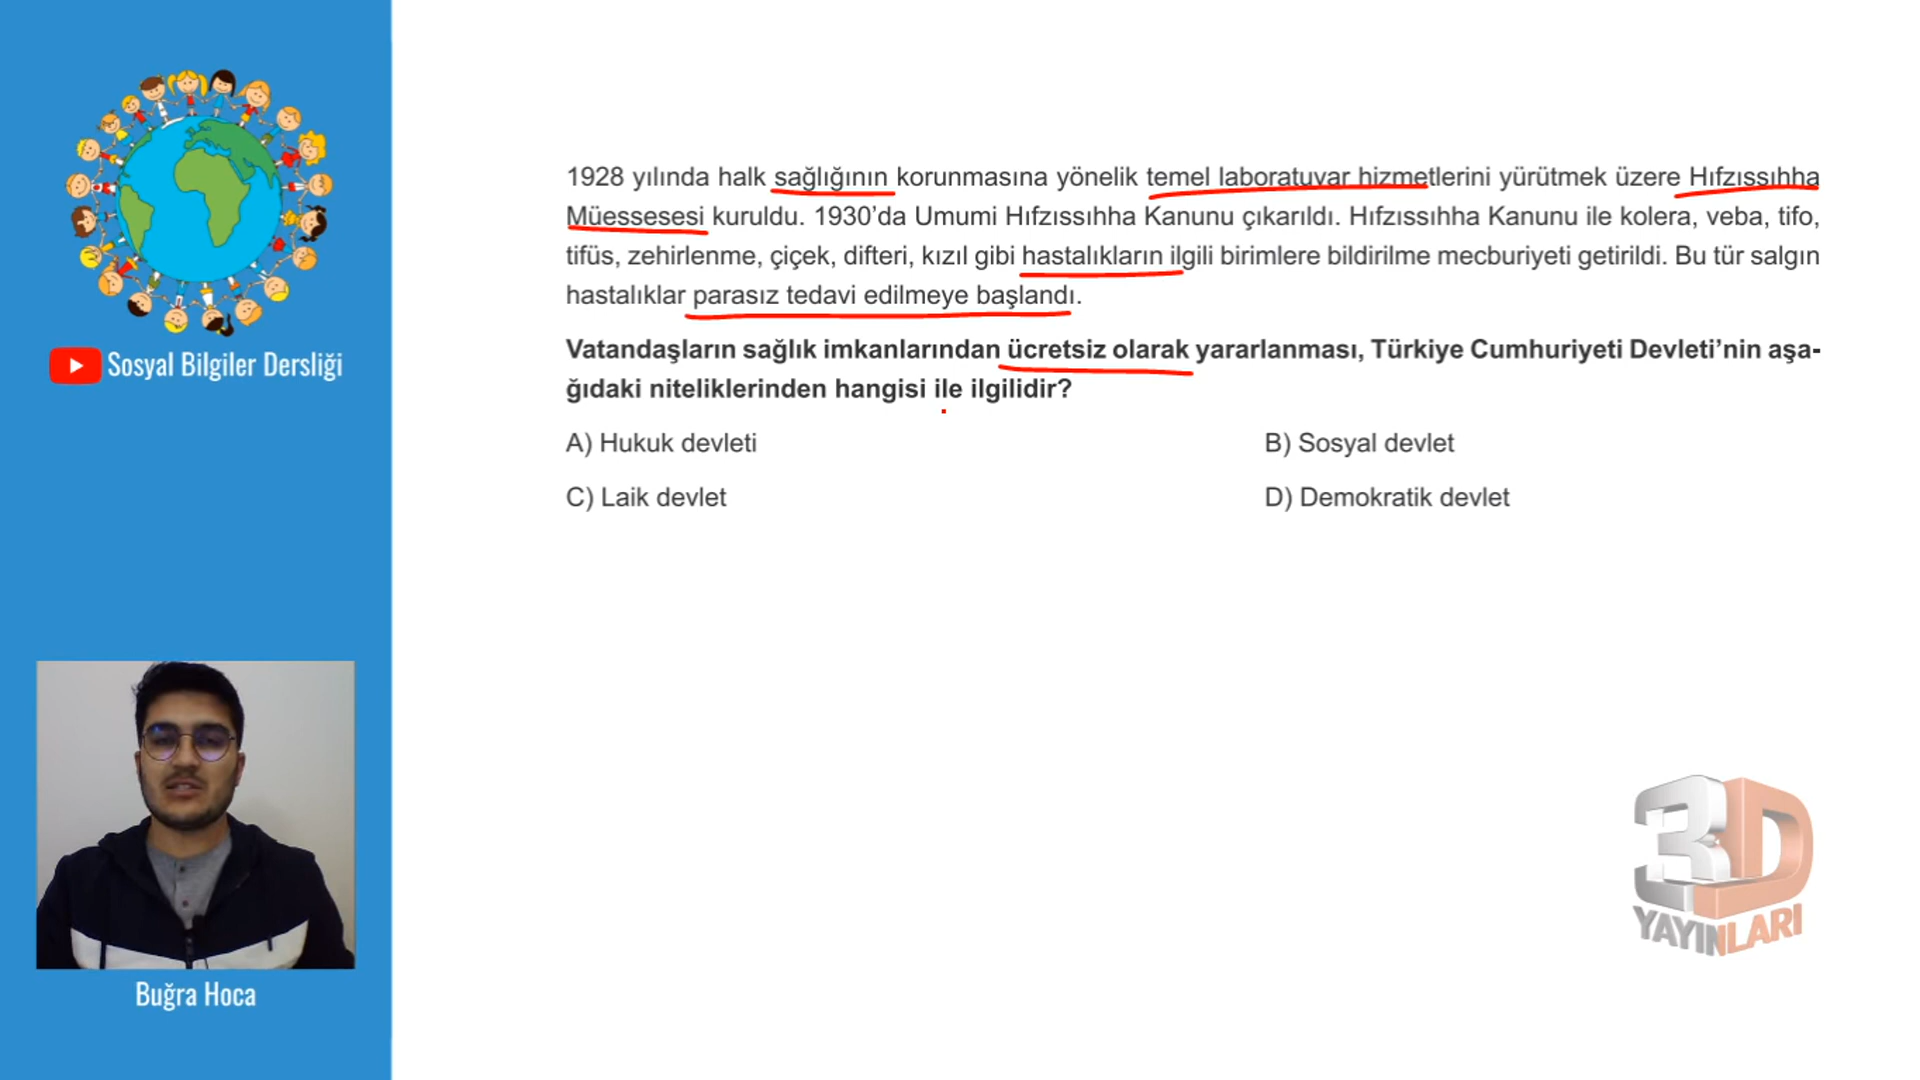 1928 yılında halk sağlığının korunmasına yönelik temel laboratuvar hizmetlerini yürütmek üzere Hıfzıssıhha
Müessesesi kuruldu. 1930’da Umumi Hıfzıssıhha Kanunu çıkarıldı. Hıfzıssıhha Kanunu ile kolera, veba, tifo,
tifüs, zehirlenme, çiçek, difteri, kızıl gibi hastalıkların ilgili birimlere bildirilme mecburiyeti getirildi. Bu tür salgın
hastalıklar parasız tedavi edilmeye başlandı.
Vatandaşların sağlık imkanlarından ücretsiz olarak yararlanması, Türkiye Cumhuriyeti Devleti’nin aşa-
ğıdaki niteliklerinden hangisi ile ilgilidir?
A) Hukuk devleti
B) Sosyal devlet
C) Laik devlet
D) Demokratik devlet
Sosyal Bilgiler Dersliği
Buğra Hoca
3D
YAYINLARI